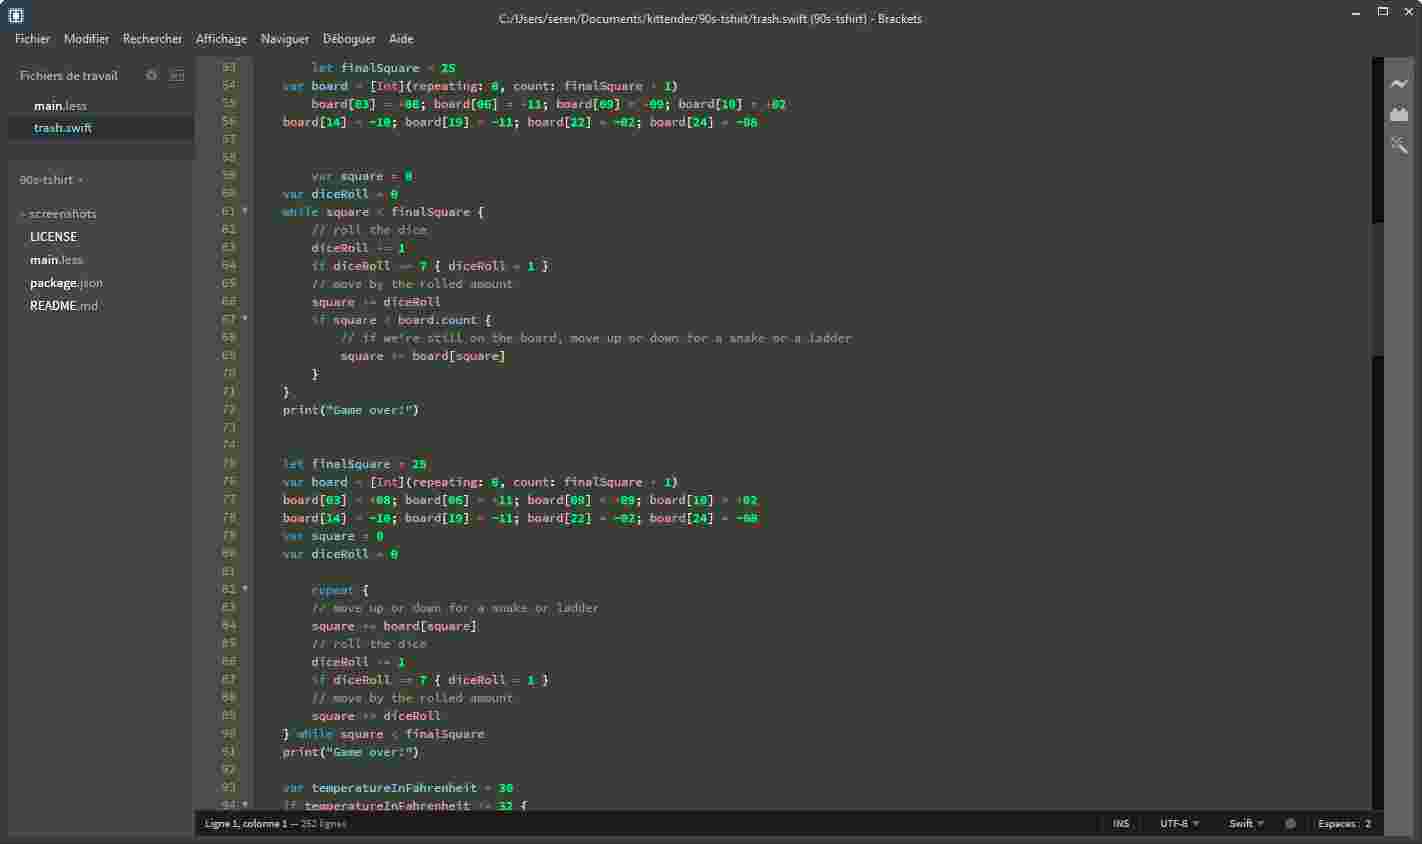 C:/Users/seren/Documents/kittender/90s-tshirt/trash.swift (90s-tshirt) - Brackets
Fichier Modifier Rechercher Affichage Naviguer Déboguer Aide
Fichiers de travail
main.less
trash.swift
90s-tshirt
screenshots
LICENSE
main.less
package.json
README.md
53 let finalSquare = 25
54 var board = [Int](repeating: 0, count: finalSquare + 1)
55 board[03] = +08; board[06] = +11; board[09] = +09; board[10] = +02
56 board[14] = -10; board[19] = -11; board[22] = -02; board[24] = -08
57
58
59 var square = 0
60 var diceRoll = 0
61 while square < finalSquare {
62 // roll the dice
63 diceRoll += 1
64 if diceRoll == 7 { diceRoll = 1 }
65 // move by the rolled amount
66 square += diceRoll
67 if square < board.count {
68 // if we're still on the board, move up or down for a snake or a ladder
69 square += board[square]
70 }
71 }
72 print("Game over!")
73
74
75 let finalSquare = 25
76 var board = [Int](repeating: 0, count: finalSquare + 1)
77 board[03] = +08; board[06] = +11; board[09] = +09; board[10] = +02
78 board[14] = -10; board[19] = -11; board[22] = -02; board[24] = -08
79 var square = 0
80 var diceRoll = 0
81
82 repeat {
83 // move up or down for a snake or ladder
84 square += board[square]
85 // roll the dice
86 diceRoll += 1
87 if diceRoll == 7 { diceRoll = 1 }
88 // move by the rolled amount
89 square += diceRoll
90 } while square < finalSquare
91 print("Game over!")
92
93 var temperatureInFahrenheit = 30
94 if temperatureInFahrenheit <= 32 {
Ligne 1, colonne 1 — 252 lignes INS UTF-8 Swift Espaces : 2